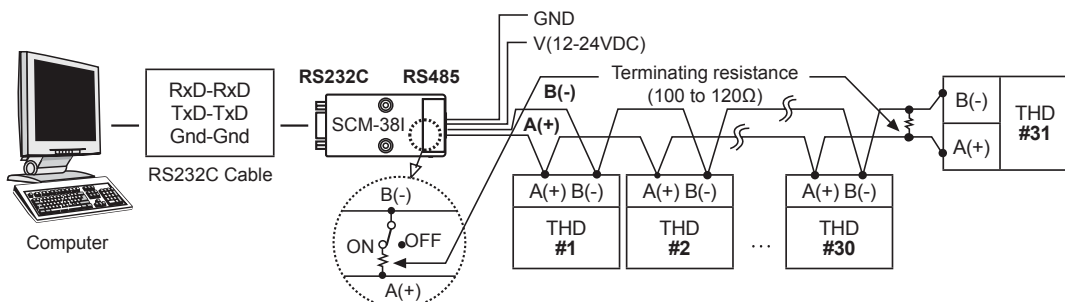 GND
V(12-24VDC)
RS232C
RS485
Terminating resistance
(100 to 120Ω)
RxD-RxD
TxD-TxD
Gnd-Gnd
RS232C Cable
SCM-38I
B(-)
A(+)
B(-)
A(+)
THD
#31
Computer
B(-)
ON
OFF
A(+)
A(+) B(-)
THD
#1
A(+) B(-)
THD
#2
...
A(+) B(-)
THD
#30